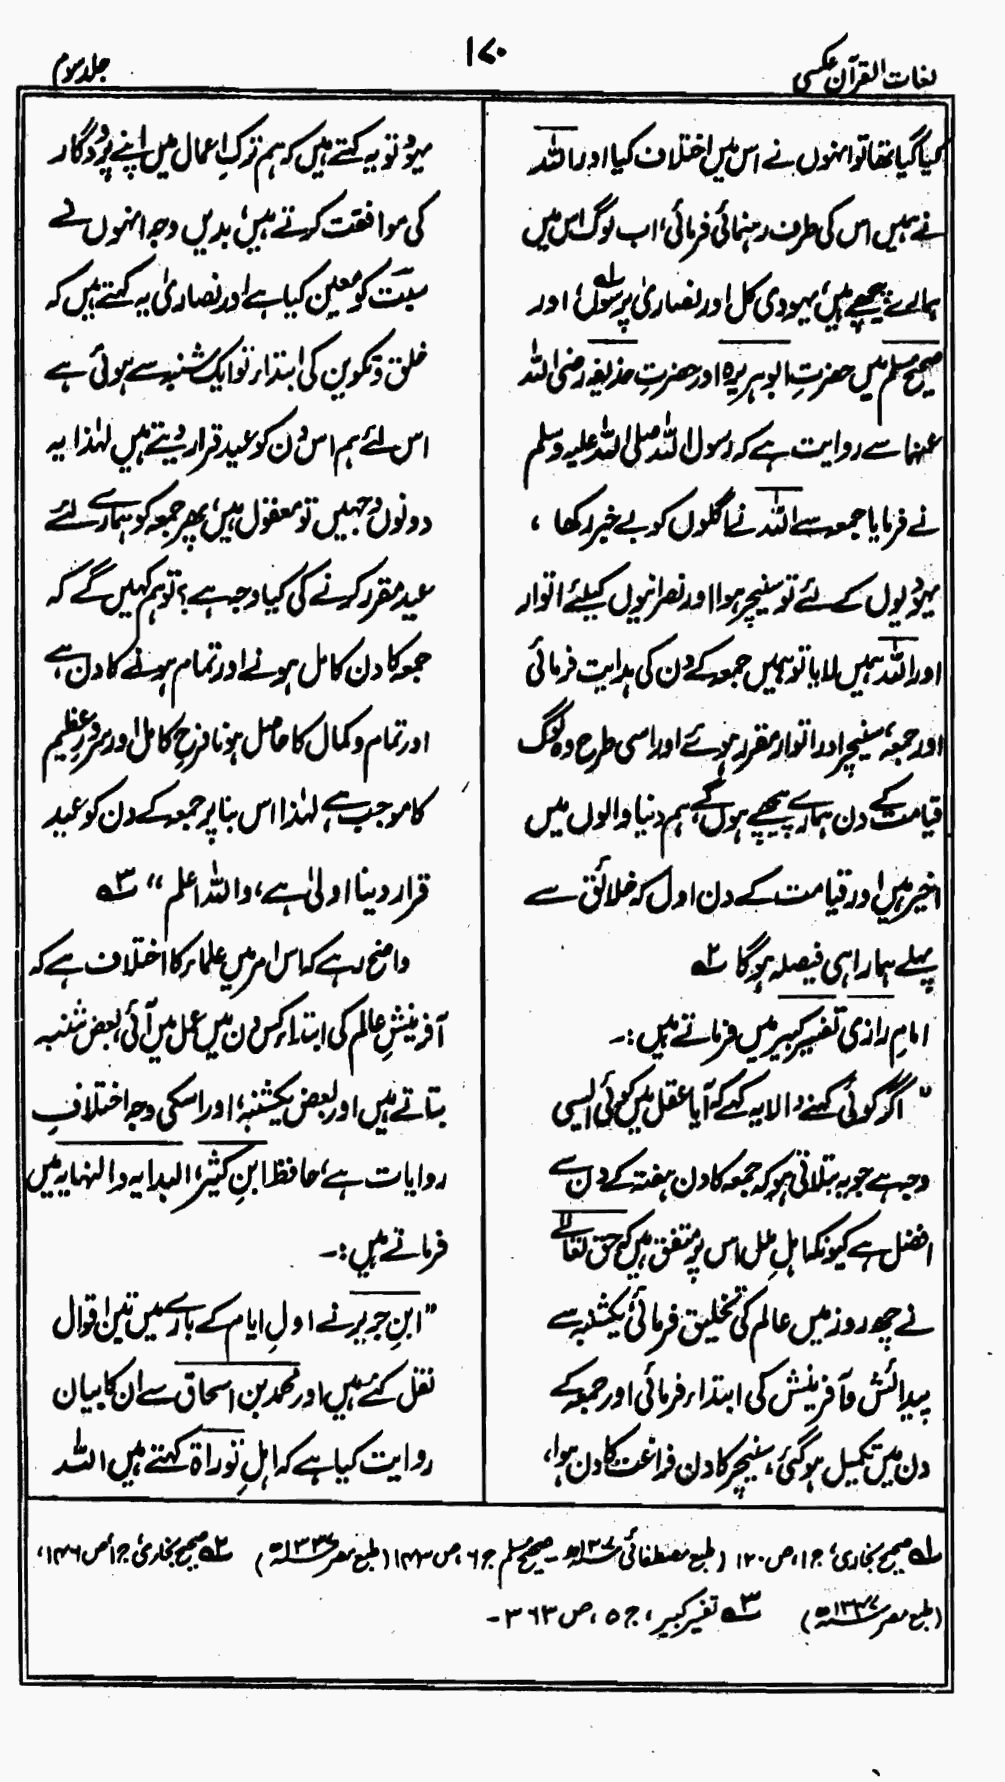 لغات القرآن عکسی
۱۷۰
جلد سوم
کیا گیا تھا تو انہوں نے اس میں اختلاف کیا اور اللہ
نے ہمیں اس کی طرف رہنمائی فرمائی، اب لوگ اس میں
ہمارے پیچھے ہیں، یہودی کل اور نصاریٰ پرسوں؛ ۱ اور
صحیح مسلم میں حضرتِ ابو ہریرہ اور حضرتِ حذیفہ رضی اللہ
عنہما سے روایت ہے کہ رسول اللہ صلی اللہ علیہ وسلم
نے فرمایا جمعہ سے اللہ نے اگلوں کو بے خبر رکھا ،
یہودیوں کے لئے تو سنیچر ہوا اور نصرانیوں کیلئے اتوار
اور اللہ ہمیں لایا تو ہمیں جمعہ کے دن کی ہدایت فرمائی
اور جمعہ، سنیچر اور اتوار مقرر ہوئے اور اسی طرح وہ لوگ
قیامت کے دن ہمارے پیچھے ہوں گے، ہم دنیا والوں میں
اخیر ہیں اور قیامت کے دن اول کہ خلائق سے
پہلے ہمارا ہی فیصلہ ہوگا ۲
امامِ رازی تفسیر کبیر میں فرماتے ہیں :۔
" اگر کوئی کہنے والا یہ کہے کہ آیا عقل میں کوئی ایسی
وجہ ہے جو یہ بتلاتی ہو کہ جمعہ کا دن ہفتہ کے دن سے
افضل ہے کیونکہ اہلِ ملل اس پر متفق ہیں کہ حق تعالےٰ
نے چھ روز میں عالم کی تخلیق فرمائی یکشنبہ سے
پیدائش و آفرینش کی ابتداء فرمائی اور جمعہ کے
دن میں تکمیل ہو گئی، سنیچر کا دن فراغت کا دن ہوا،
یہود تو یہ کہتے ہیں کہ ہم ترکِ اعمال میں اپنے پروردگار
کی موافقت کرتے ہیں، بدیں وجہ انہوں نے
سبت کو معین کیا ہے اور نصاریٰ یہ کہتے ہیں کہ
خلق و تکوین کی ابتداء تو ایک شنبہ سے ہوئی ہے
اس لئے ہم اس دن کو عید قرار دیتے ہیں لہٰذا یہ
دونوں وجہیں تو معقول ہیں، پھر جمعہ کو ہمارے لئے
عید مقرر کرنے کی کیا وجہ ہے ؟ تو ہم کہیں گے کہ
جمعہ کا دن کامل ہونے اور تمام ہونے کا دن ہے
اور تمام و کمال کا حاصل ہونا فرحِ کامل اور سرورِ عظیم
کا موجب ہے لہٰذا اس بنا پر جمعہ کے دن کو عید
قرار دینا اولیٰ ہے، واللہ اعلم " ۳
واضح رہے کہ اس امر میں علماء کا اختلاف ہے کہ
آفرینشِ عالم کی ابتداء کس دن میں عمل میں آئی، بعض شنبہ
بتاتے ہیں اور بعض یکشنبہ، اور اسکی وجہ اختلافِ
روایات ہے، حافظ ابنِ کثیر، البدایہ والنہایہ میں
فرماتے ہیں :۔
" ابنِ جریر نے اولِ ایام کے بارے میں تین اقوال
نقل کئے ہیں اور محمد بن اسحاق سے ان کا بیان
روایت کیا ہے کہ اہلِ توراۃ کہتے ہیں اللہ
۱ صحیح بخاری، ج ۱، ص ۱۲۰ (طبع مصطفائی ) ۔ صحیح مسلم ج ۶، ص ۱۴۳ (طبع مصر ۱۳۴۷ھ) ۲ صحیح بخاری، ج ۱، ص ۱۴۶،
(طبع مصر ۱۳۴۷ھ) ۳ تفسیر کبیر، ج ۵، ص ۳۶۳ ۔